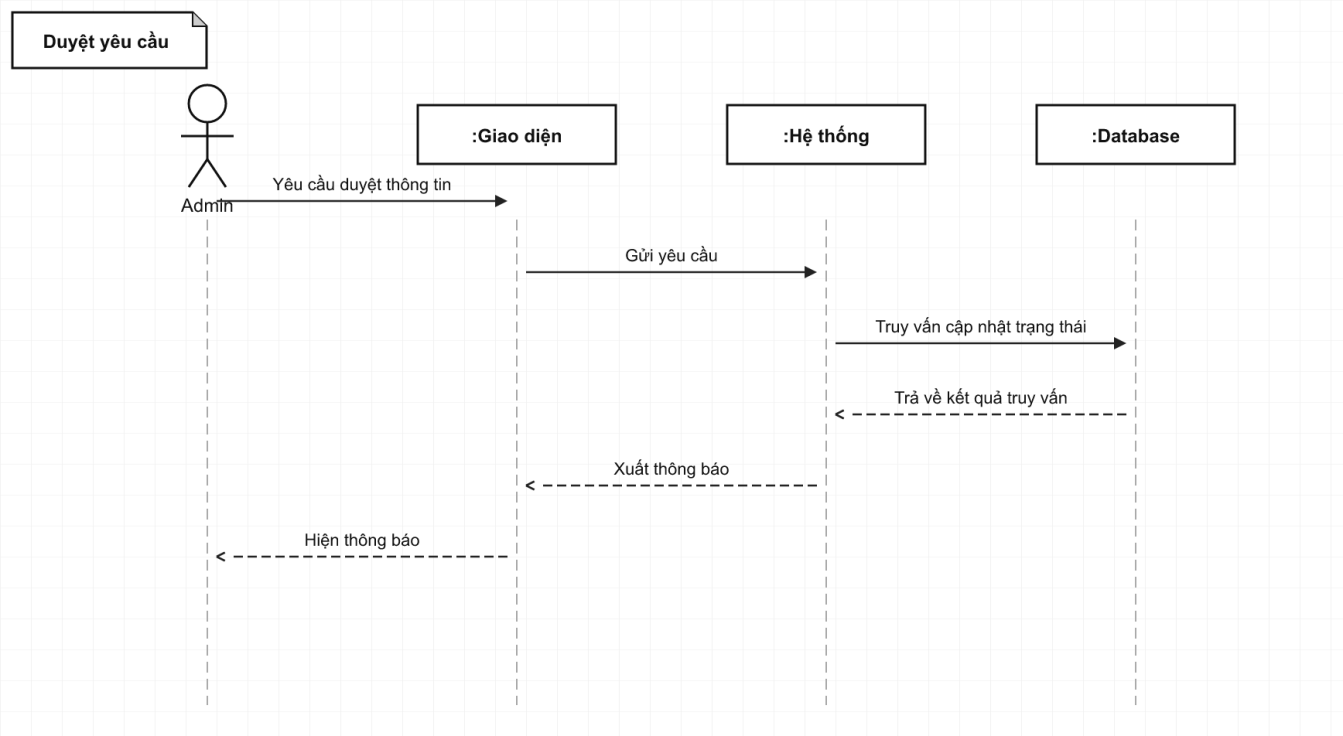 Duyệt yêu cầu
:Giao diện
:Hệ thống
:Database
Admin
Yêu cầu duyệt thông tin
Gửi yêu cầu
Truy vấn cập nhật trạng thái
Trả về kết quả truy vấn
Xuất thông báo
Hiện thông báo